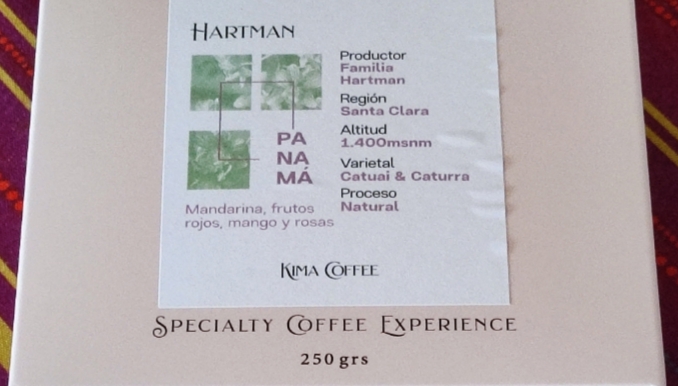 HARTMAN
Productor
Familia
Hartman
Región
Santa Clara
Altitud
1.400msnm
Varietal
Catuai & Caturra
Proceso
Natural
PA
NA
MÁ
Mandarina, frutos
rojos, mango y rosas
KIMA COFFEE
SPECIALTY COFFEE EXPERIENCE
250 grs